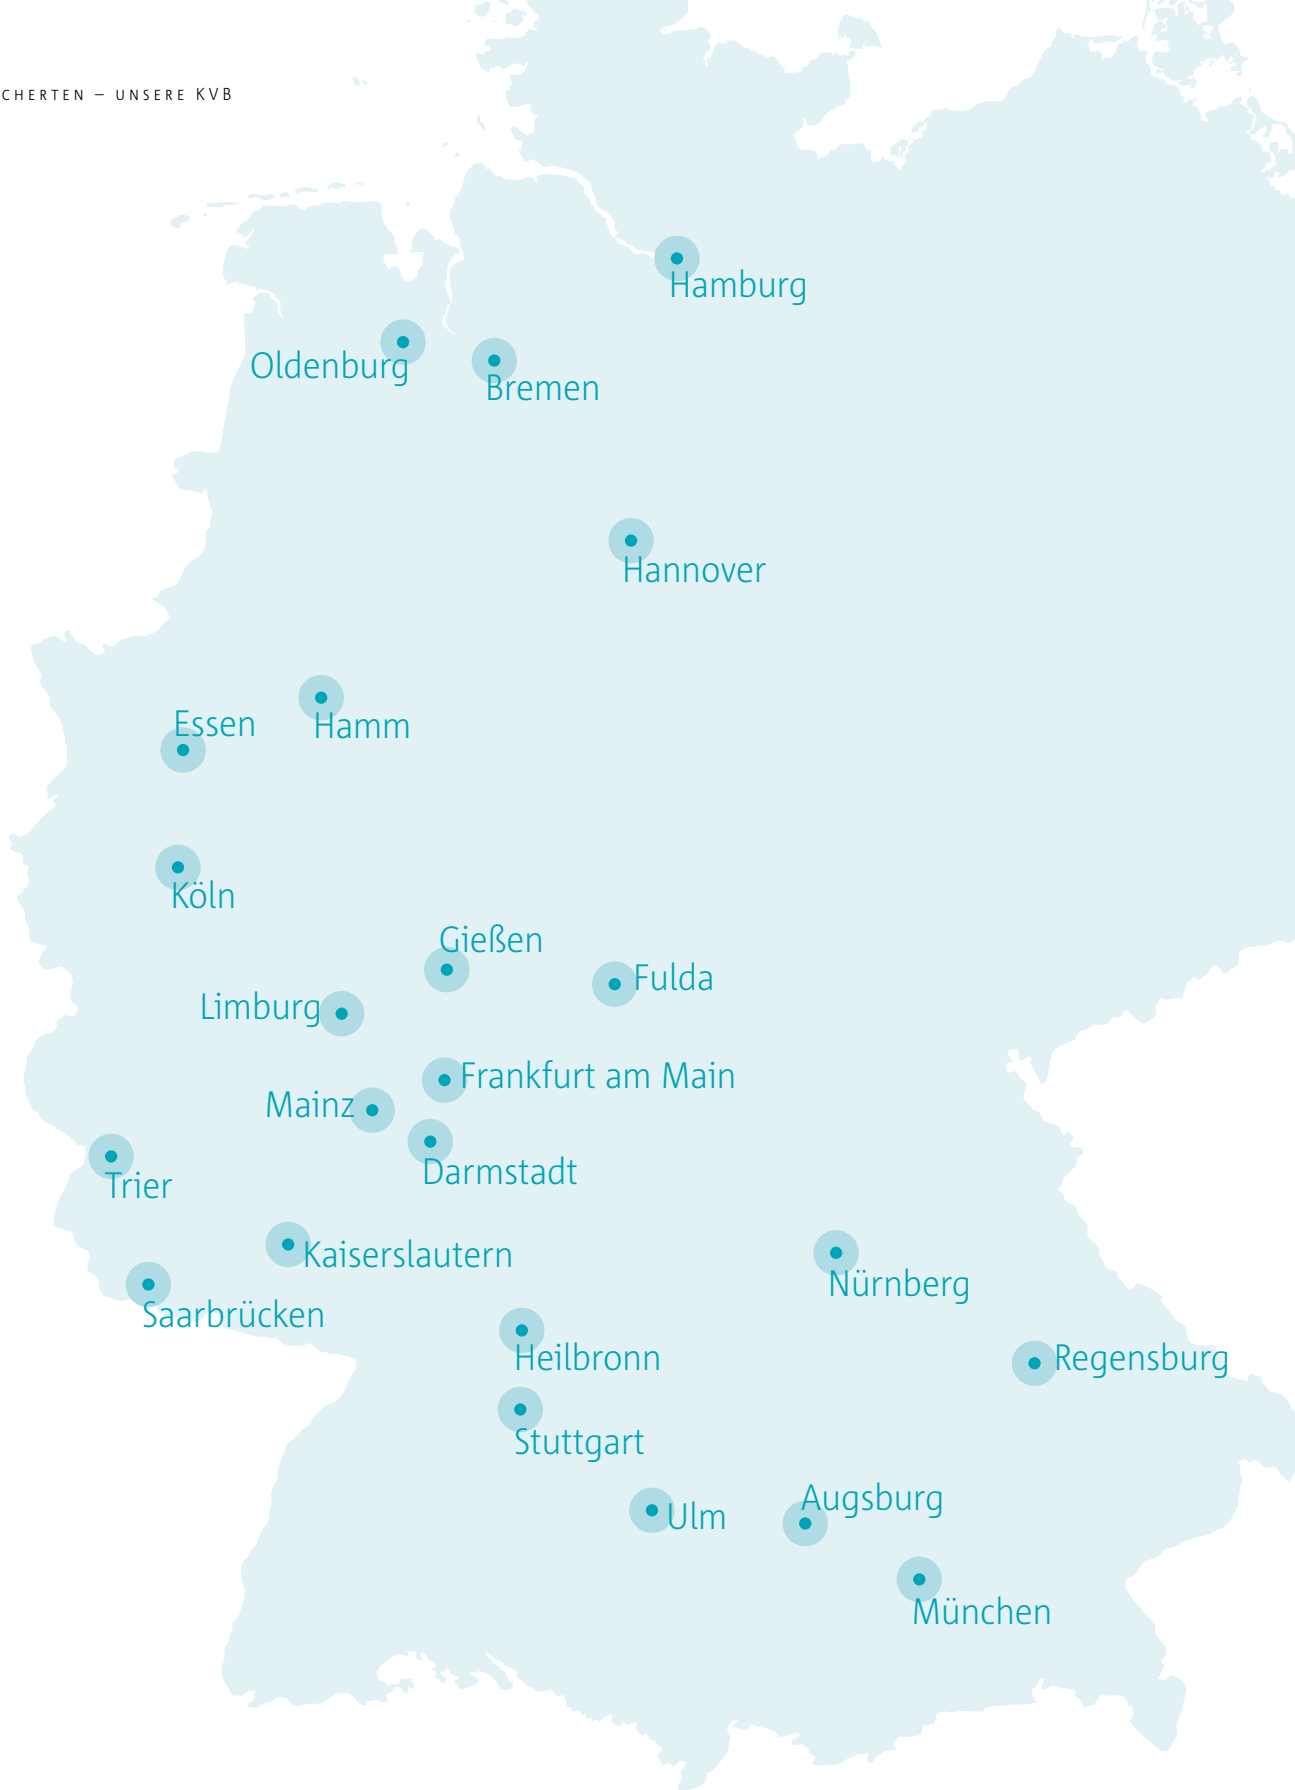 CHERTEN – UNSERE KVB
Hamburg
Oldenburg
Bremen
Hannover
Essen
Hamm
Köln
Gießen
Fulda
Limburg
Frankfurt am Main
Mainz
Darmstadt
Trier
Kaiserslautern
Nürnberg
Saarbrücken
Heilbronn
Regensburg
Stuttgart
Augsburg
Ulm
München